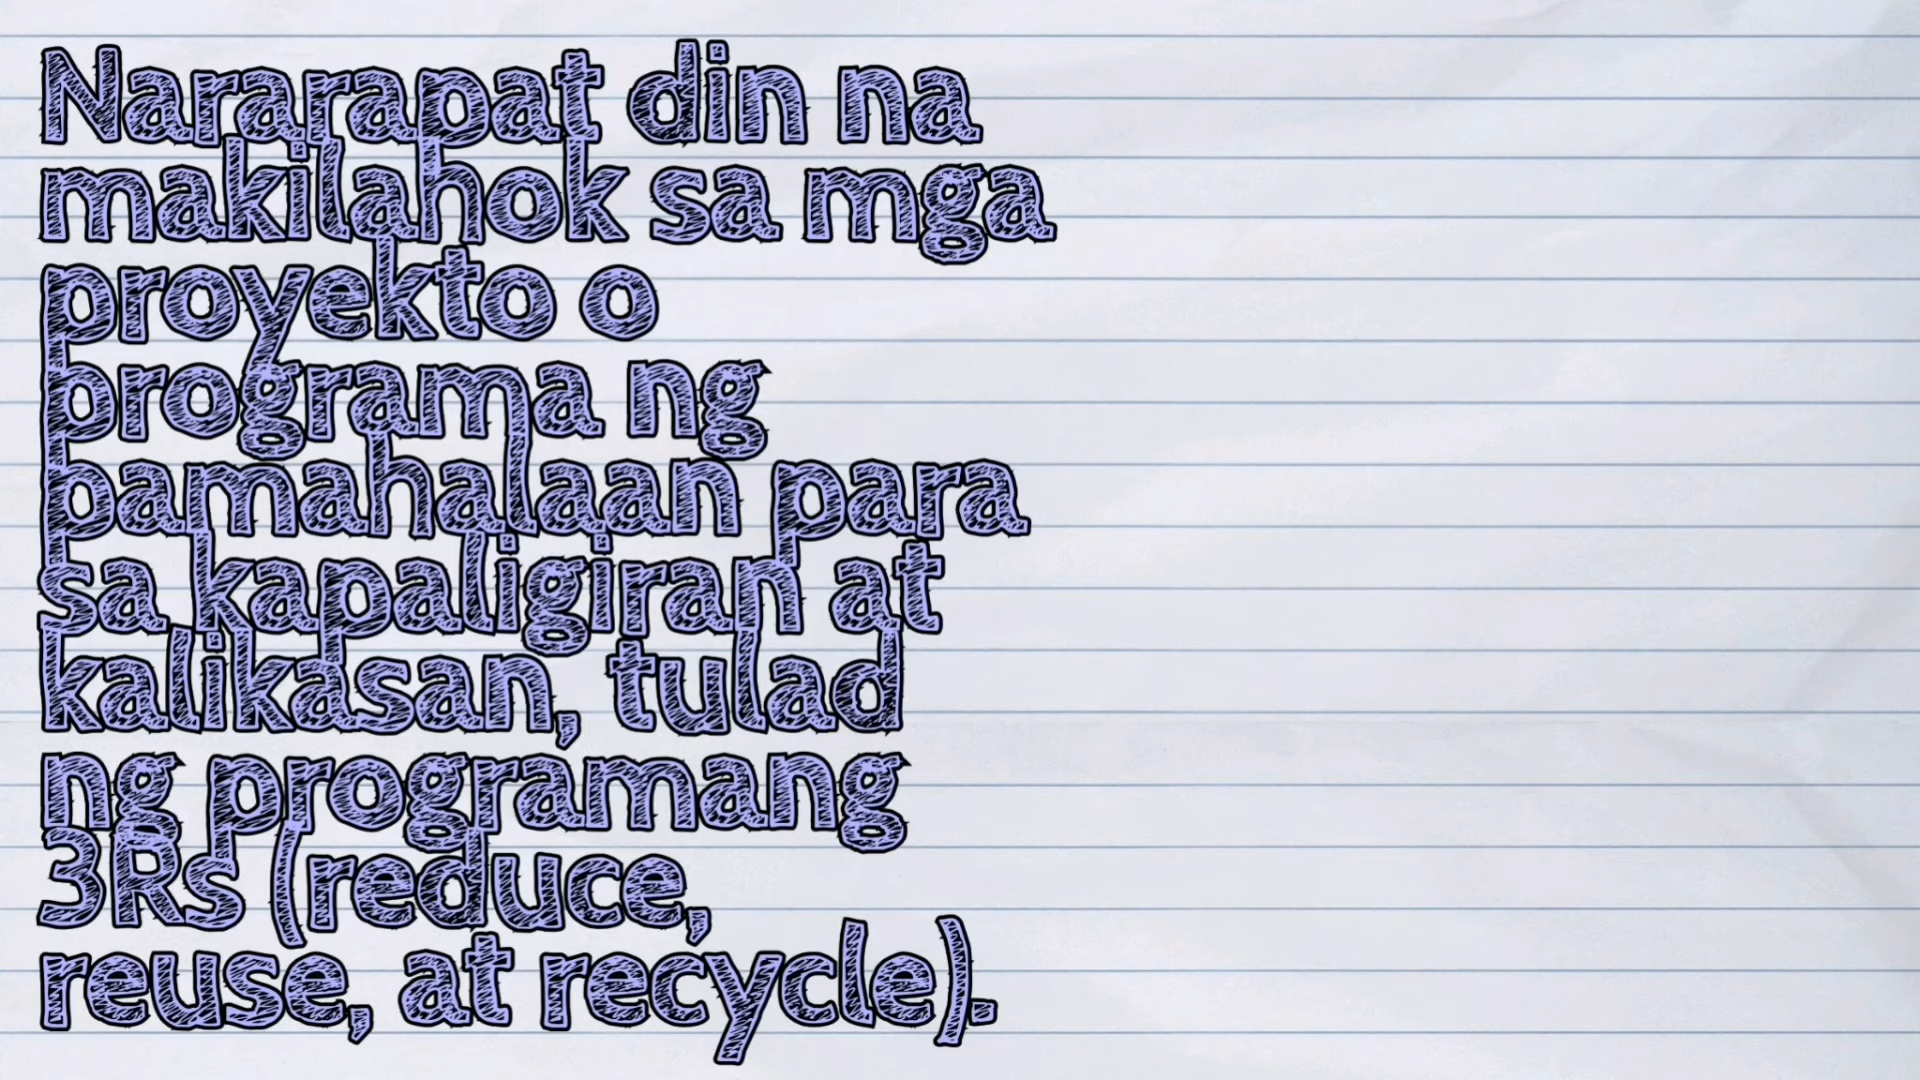 Nararapat din na
makilahok sa mga
proyekto o
programa ng
pamahalaan para
sa kapaligiran at
kalikasan, tulad
ng programang
3Rs (reduce,
reuse, at recycle).